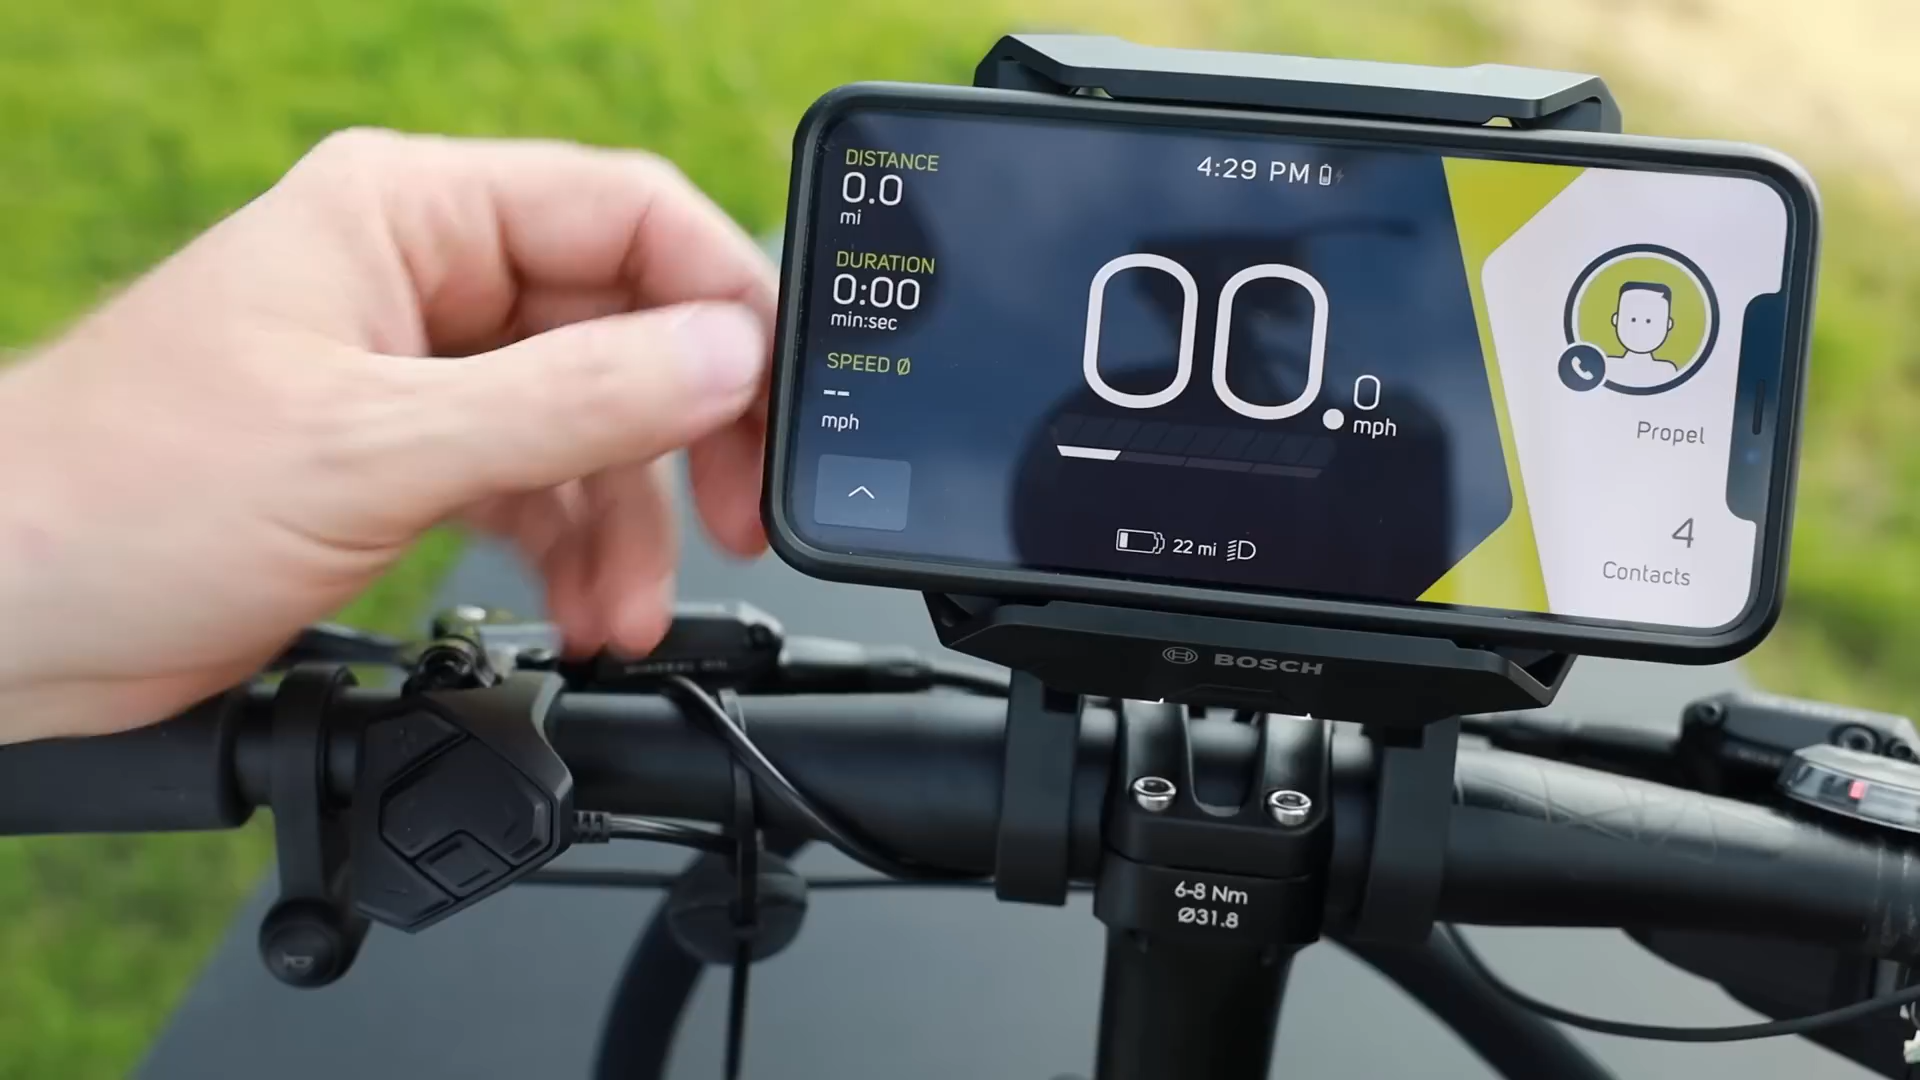 DISTANCE
0.0
mi
DURATION
0:00
min:sec
SPEED Ø
--
mph
4:29 PM
00.0
mph
22 mi
Propel
4
Contacts
BOSCH
6-8 Nm
Ø31.8